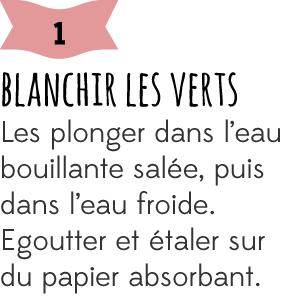 1
BLANCHIR LES VERTS
Les plonger dans l'eau
bouillante salée, puis
dans l'eau froide.
Egoutter et étaler sur
du papier absorbant.